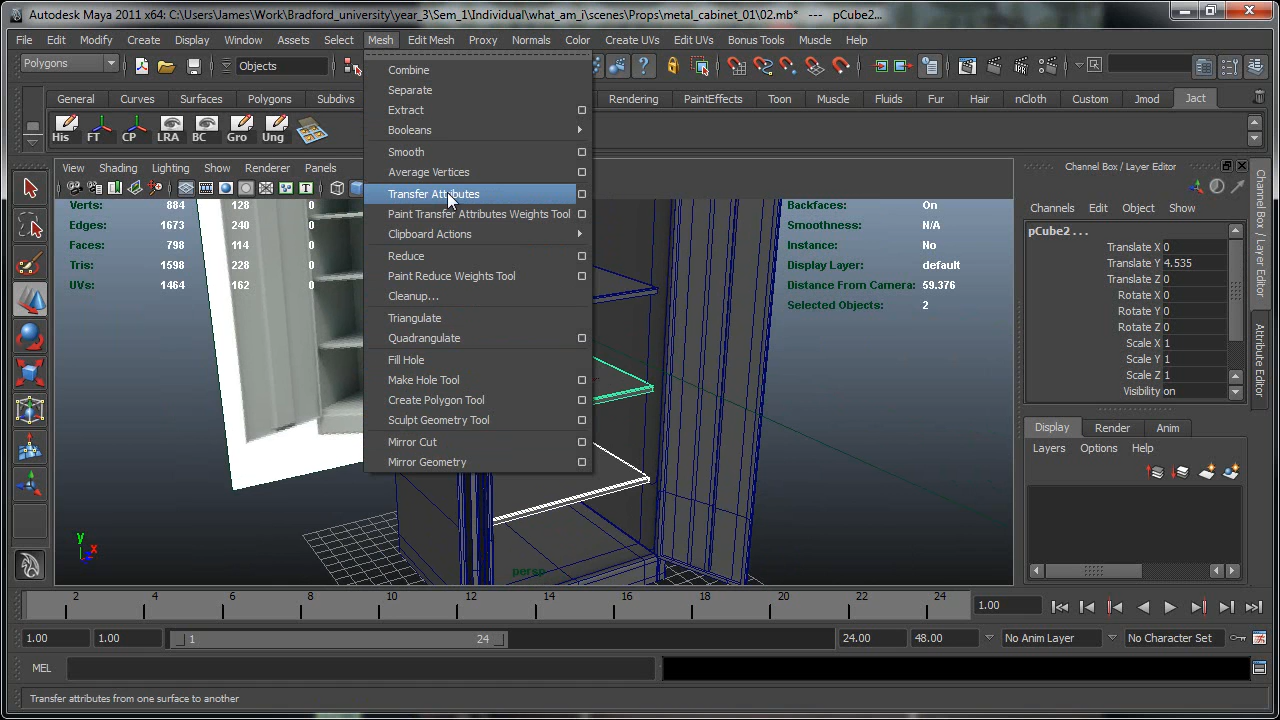 Autodesk Maya 2011 x64: C:\Users\James\Work\Bradford_university\year_3\Sem_1\Individual\what_am_i\scenes\Props\metal_cabinet_01\02.mb* --- pCube2...
File Edit Modify Create Display Window Assets Select Mesh Edit Mesh Proxy Normals Color Create UVs Edit UVs Bonus Tools Muscle Help
Polygons Objects
General Curves Surfaces Polygons Subdivs Rendering PaintEffects Toon Muscle Fluids Fur Hair nCloth Custom Jmod Jact
His FT CP LRA BC Gro Ung
View Shading Lighting Show Renderer Panels
Combine
Separate
Extract
Booleans
Smooth
Average Vertices
Transfer Attributes
Paint Transfer Attributes Weights Tool
Clipboard Actions
Reduce
Paint Reduce Weights Tool
Cleanup...
Triangulate
Quadrangulate
Fill Hole
Make Hole Tool
Create Polygon Tool
Sculpt Geometry Tool
Mirror Cut
Mirror Geometry
Verts: 884 128 0
Edges: 1673 240 0
Faces: 798 114 0
Tris: 1598 228 0
UVs: 1464 162 0
Backfaces: On
Smoothness: N/A
Instance: No
Display Layer: default
Distance From Camera: 59.376
Selected Objects: 2
y
x
persp
Channel Box / Layer Editor
Channels Edit Object Show
pCube2 . . .
Translate X 0
Translate Y 4.535
Translate Z 0
Rotate X 0
Rotate Y 0
Rotate Z 0
Scale X 1
Scale Y 1
Scale Z 1
Visibility on
Display Render Anim
Layers Options Help
Channel Box / Layer Editor
Attribute Editor
2 4 6 8 10 12 14 16 18 20 22 24
1.00
1.00 1.00 1 24 24.00 48.00 No Anim Layer No Character Set
MEL
Transfer attributes from one surface to another